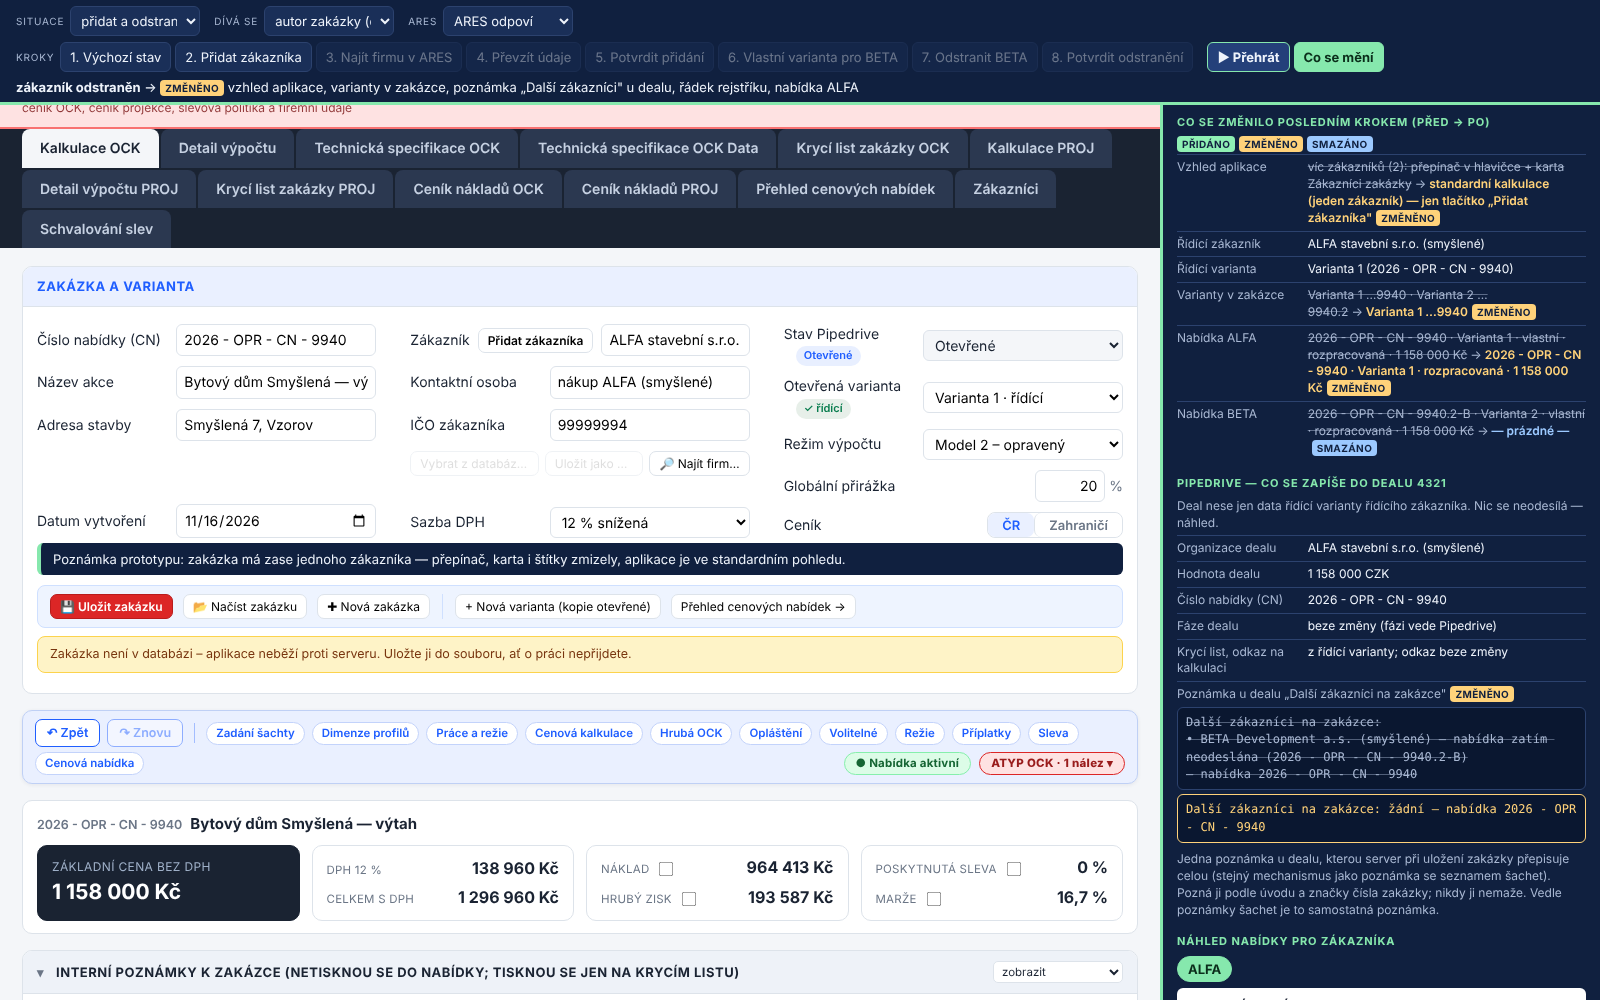 SITUACE přidat a odstran DÍVÁ SE autor zakázky ( ARES ARES odpoví
KROKY 1. Výchozí stav 2. Přidat zákazníka 3. Najít firmu v ARES 4. Převzít údaje 5. Potvrdit přidání 6. Vlastní varianta pro BETA 7. Odstranit BETA 8. Potvrdit odstranění ▶ Přehrát Co se mění
zákazník odstraněn → ZMĚNĚNO vzhled aplikace, varianty v zakázce, poznámka „Další zákazníci" u dealu, řádek rejstříku, nabídka ALFA
ceník OCK, ceník projekce, slevová politika a firemní údaje
Kalkulace OCK Detail výpočtu Technická specifikace OCK Technická specifikace OCK Data Krycí list zakázky OCK Kalkulace PROJ
Detail výpočtu PROJ Krycí list zakázky PROJ Ceník nákladů OCK Ceník nákladů PROJ Přehled cenových nabídek Zákazníci
Schvalování slev
ZAKÁZKA A VARIANTA
Číslo nabídky (CN) 2026 - OPR - CN - 9940
Název akce Bytový dům Smyšlená — vý
Adresa stavby Smyšlená 7, Vzorov
Datum vytvoření 11/16/2026
Zákazník Přidat zákazníka ALFA stavební s.r.o.
Kontaktní osoba nákup ALFA (smyšlené)
IČO zákazníka 99999994
Vybrat z databáz... Uložit jako ... 🔎 Najít firm...
Sazba DPH 12 % snížená
Stav Pipedrive Otevřené
Otevřené
Otevřená varianta Varianta 1 · řídící
✓ řídící
Režim výpočtu Model 2 – opravený
Globální přirážka 20 %
Ceník ČR Zahraničí
Poznámka prototypu: zakázka má zase jednoho zákazníka — přepínač, karta i štítky zmizely, aplikace je ve standardním pohledu.
💾 Uložit zakázku 📂 Načíst zakázku ✚ Nová zakázka + Nová varianta (kopie otevřené) Přehled cenových nabídek →
Zakázka není v databázi – aplikace neběží proti serveru. Uložte ji do souboru, ať o práci nepřijdete.
↶ Zpět ↷ Znovu Zadání šachty Dimenze profilů Práce a režie Cenová kalkulace Hrubá OCK Opláštění Volitelné Režie Příplatky Sleva
Cenová nabídka ● Nabídka aktivní ATYP OCK · 1 nález ▾
2026 - OPR - CN - 9940 Bytový dům Smyšlená — výtah
ZÁKLADNÍ CENA BEZ DPH
1 158 000 Kč
DPH 12 % 138 960 Kč
CELKEM S DPH 1 296 960 Kč
NÁKLAD 964 413 Kč
HRUBÝ ZISK 193 587 Kč
POSKYTNUTÁ SLEVA 0 %
MARŽE 16,7 %
▾ INTERNÍ POZNÁMKY K ZAKÁZCE (NETISKNOU SE DO NABÍDKY; TISKNOU SE JEN NA KRYCÍM LISTU) zobrazit
CO SE ZMĚNILO POSLEDNÍM KROKEM (PŘED → PO)
PŘIDÁNO ZMĚNĚNO SMAZÁNO
Vzhled aplikace víc zákazníků (2): přepínač v hlavičce + karta
Zákazníci zakázky → standardní kalkulace
(jeden zákazník) — jen tlačítko „Přidat
zákazníka" ZMĚNĚNO
Řídící zákazník ALFA stavební s.r.o. (smyšlené)
Řídící varianta Varianta 1 (2026 - OPR - CN - 9940)
Varianty v zakázce Varianta 1 …9940 · Varianta 2 …
9940.2 → Varianta 1 …9940 ZMĚNĚNO
Nabídka ALFA 2026 - OPR - CN - 9940 · Varianta 1 · vlastní ·
rozpracovaná · 1 158 000 Kč → 2026 - OPR - CN
- 9940 · Varianta 1 · rozpracovaná · 1 158 000
Kč ZMĚNĚNO
Nabídka BETA 2026 - OPR - CN - 9940.2-B · Varianta 2 · vlastní
· rozpracovaná · 1 158 000 Kč → — prázdné —
SMAZÁNO
PIPEDRIVE — CO SE ZAPÍŠE DO DEALU 4321
Deal nese jen data řídící varianty řídícího zákazníka. Nic se neodesílá —
náhled.
Organizace dealu ALFA stavební s.r.o. (smyšlené)
Hodnota dealu 1 158 000 CZK
Číslo nabídky (CN) 2026 - OPR - CN - 9940
Fáze dealu beze změny (fázi vede Pipedrive)
Krycí list, odkaz na z řídící varianty; odkaz beze změny
kalkulaci
Poznámka u dealu „Další zákazníci na zakázce" ZMĚNĚNO
Další zákazníci na zakázce:
• BETA Development a.s. (smyšlené) — nabídka zatím
neodeslána (2026 - OPR - CN - 9940.2-B)
— nabídka 2026 - OPR - CN - 9940
Další zákazníci na zakázce: žádní — nabídka 2026 - OPR
- CN - 9940
Jedna poznámka u dealu, kterou server při uložení zakázky přepisuje
celou (stejný mechanismus jako poznámka se seznamem šachet).
Pozná ji podle úvodu a značky čísla zakázky; nikdy ji nemaže. Vedle
poznámky šachet je to samostatná poznámka.
NÁHLED NABÍDKY PRO ZÁKAZNÍKA
ALFA